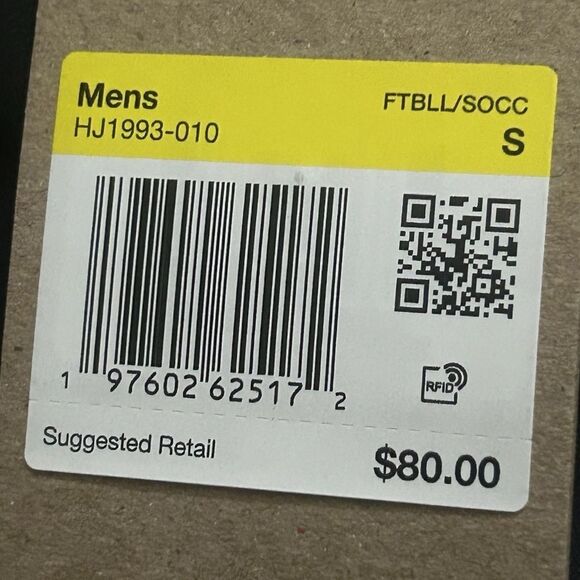 Mens
FTBLL/SOCC
HJ1993-010
S
1 97602 62517 2
RFID
Suggested Retail
$80.00